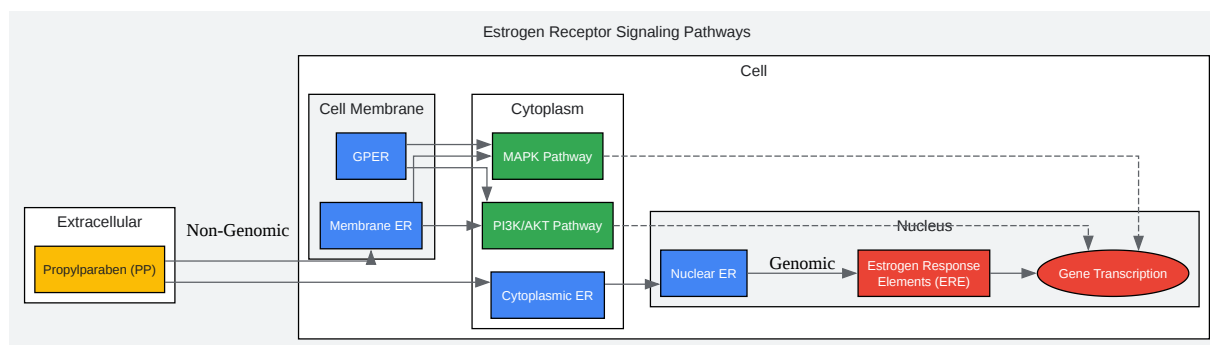 Estrogen Receptor Signaling Pathways
Cell
Cell Membrane
Cytoplasm
GPER
MAPK Pathway
Extracellular
Non-Genomic
Membrane ER
PI3K/AKT Pathway
Nucleus
Propylparaben (PP)
Cytoplasmic ER
Nuclear ER
Genomic
Estrogen Response
Elements (ERE)
Gene Transcription